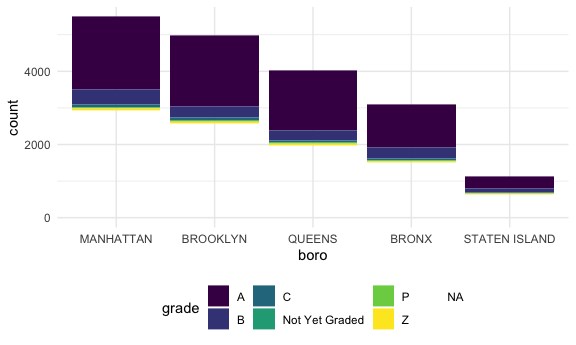 count
4000
2000
0
MANHATTAN BROOKLYN QUEENS BRONX STATEN ISLAND
boro
grade
A C P NA
B Not Yet Graded Z